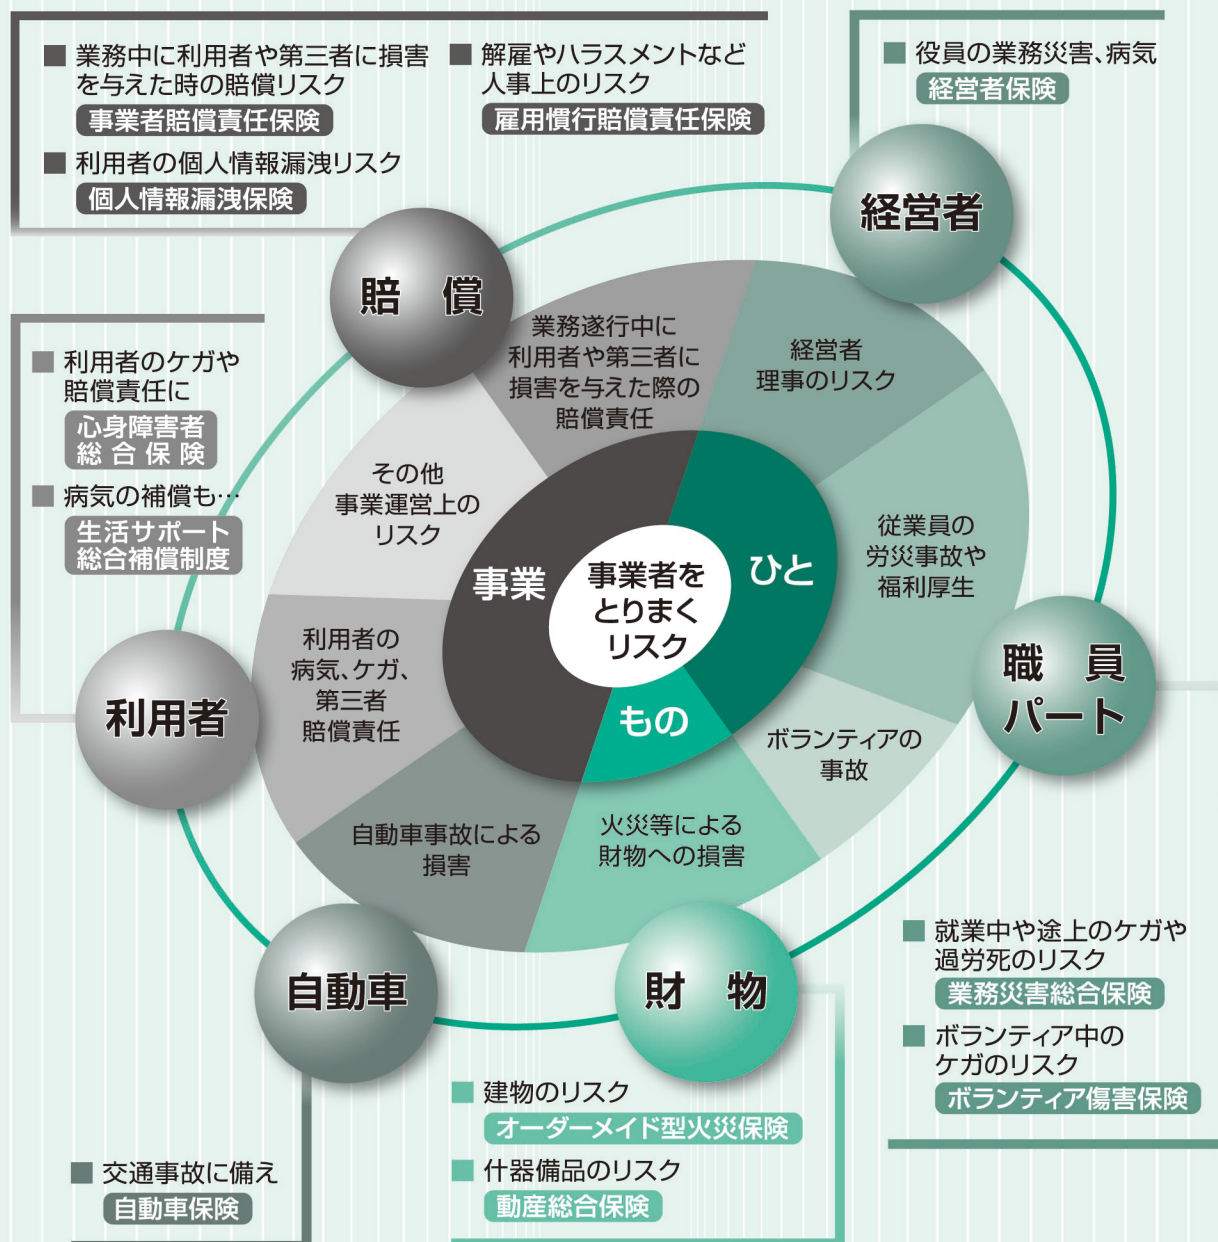 ■ 業務中に利用者や第三者に損害
を与えた時の賠償リスク
事業者賠償責任保険
■ 利用者の個人情報漏洩リスク
個人情報漏洩保険
■ 解雇やハラスメントなど
人事上のリスク
雇用慣行賠償責任保険
■ 役員の業務災害、病気
経営者保険
経営者
賠 償
■ 利用者のケガや
賠償責任に
心身障害者
総合保険
■ 病気の補償も…
生活サポート
総合補償制度
業務遂行中に
利用者や第三者に
損害を与えた際の
賠償責任
経営者
理事のリスク
その他
事業運営上の
リスク
従業員の
労災事故や
福利厚生
事業
事業者を
とりまく
リスク
ひと
もの
利用者の
病気、ケガ、
第三者
賠償責任
利用者
職 員
パート
ボランティアの
事故
自動車事故による
損害
火災等による
財物への損害
自動車
財 物
■ 就業中や途上のケガや
過労死のリスク
業務災害総合保険
■ ボランティア中の
ケガのリスク
ボランティア傷害保険
■ 建物のリスク
オーダーメイド型火災保険
■ 什器備品のリスク
動産総合保険
■ 交通事故に備え
自動車保険